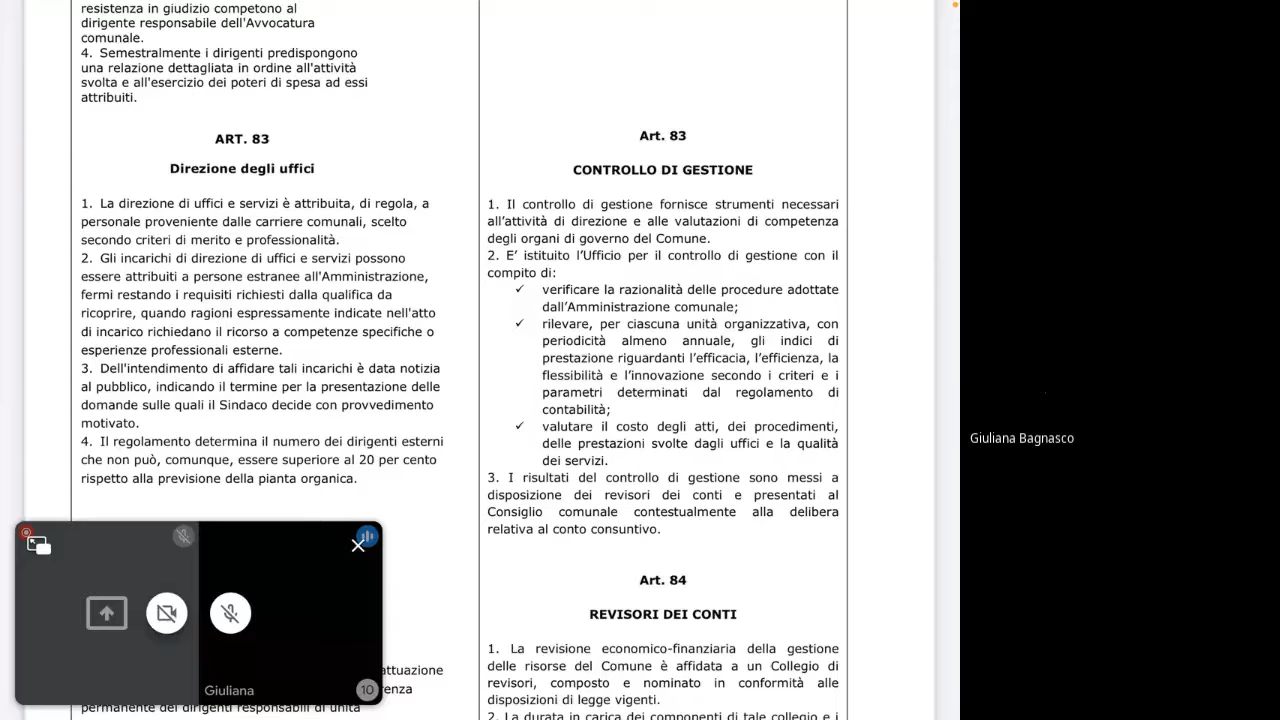 resistenza in giudizio competono al
dirigente responsabile dell'Avvocatura
comunale.
4. Semestralmente i dirigenti predispongono
una relazione dettagliata in ordine all'attività
svolta e all'esercizio dei poteri di spesa ad essi
attribuiti.
ART. 83
Direzione degli uffici
1. La direzione di uffici e servizi è attribuita, di regola, a
personale proveniente dalle carriere comunali, scelto
secondo criteri di merito e professionalità.
2. Gli incarichi di direzione di uffici e servizi possono
essere attribuiti a persone estranee all'Amministrazione,
fermi restando i requisiti richiesti dalla qualifica da
ricoprire, quando ragioni espressamente indicate nell'atto
di incarico richiedano il ricorso a competenze specifiche o
esperienze professionali esterne.
3. Dell'intendimento di affidare tali incarichi è data notizia
al pubblico, indicando il termine per la presentazione delle
domande sulle quali il Sindaco decide con provvedimento
motivato.
4. Il regolamento determina il numero dei dirigenti esterni
che non può, comunque, essere superiore al 20 per cento
rispetto alla previsione della pianta organica.
attuazione
renza
permanente dei dirigenti responsabili di unità
Art. 83
CONTROLLO DI GESTIONE
1. Il controllo di gestione fornisce strumenti necessari
all'attività di direzione e alle valutazioni di competenza
degli organi di governo del Comune.
2. E' istituito l'Ufficio per il controllo di gestione con il
compito di:
✓ verificare la razionalità delle procedure adottate
dall'Amministrazione comunale;
✓ rilevare, per ciascuna unità organizzativa, con
periodicità almeno annuale, gli indici di
prestazione riguardanti l'efficacia, l'efficienza, la
flessibilità e l'innovazione secondo i criteri e i
parametri determinati dal regolamento di
contabilità;
✓ valutare il costo degli atti, dei procedimenti,
delle prestazioni svolte dagli uffici e la qualità
dei servizi.
3. I risultati del controllo di gestione sono messi a
disposizione dei revisori dei conti e presentati al
Consiglio comunale contestualmente alla delibera
relativa al conto consuntivo.
Art. 84
REVISORI DEI CONTI
1. La revisione economico-finanziaria della gestione
delle risorse del Comune è affidata a un Collegio di
revisori, composto e nominato in conformità alle
disposizioni di legge vigenti.
2. La durata in carica dei componenti di tale collegio e i
Giuliana
10
Giuliana Bagnasco